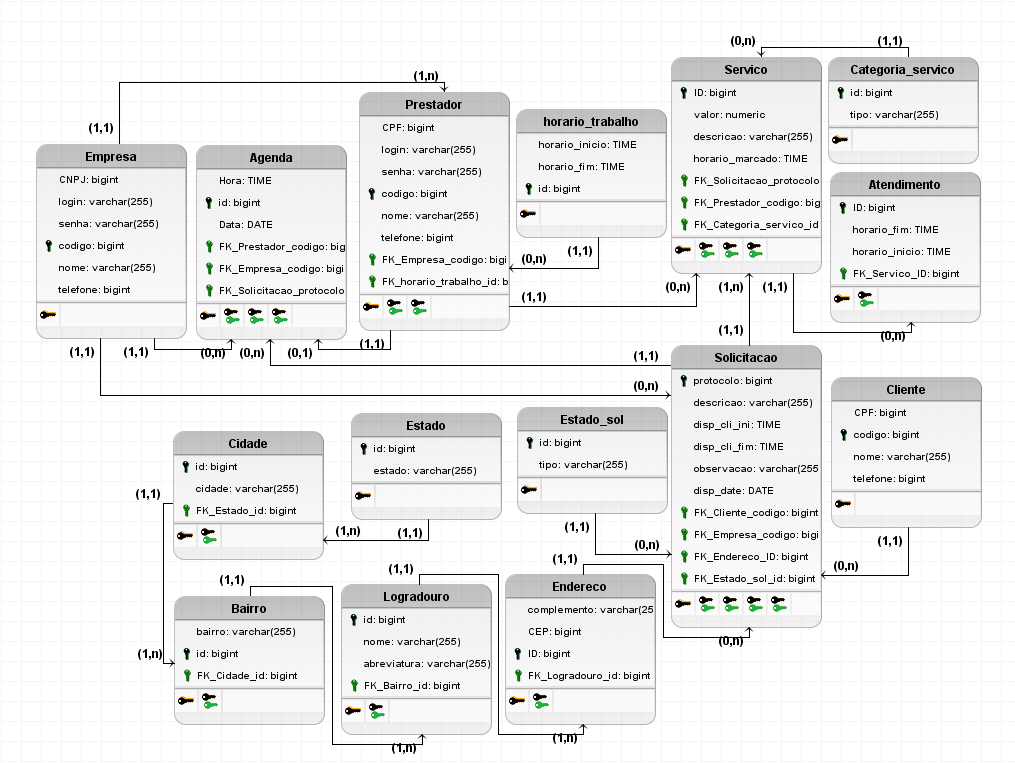 (0,n)
(1,1)
(1,n)
(1,1)
Servico
ID: bigint
valor: numeric
descricao: varchar(255)
horario_marcado: TIME
FK_Solicitacao_protocolo
FK_Prestador_codigo: big
FK_Categoria_servico_id
Categoria_servico
id: bigint
tipo: varchar(255)
Prestador
CPF: bigint
login: varchar(255)
senha: varchar(255)
codigo: bigint
nome: varchar(255)
telefone: bigint
FK_Empresa_codigo: bigi
FK_horario_trabalho_id: b
horario_trabalho
horario_inicio: TIME
horario_fim: TIME
id: bigint
Empresa
CNPJ: bigint
login: varchar(255)
senha: varchar(255)
codigo: bigint
nome: varchar(255)
telefone: bigint
Agenda
Hora: TIME
id: bigint
Data: DATE
FK_Prestador_codigo: big
FK_Empresa_codigo: bigi
FK_Solicitacao_protocolo
Atendimento
ID: bigint
horario_fim: TIME
horario_inicio: TIME
FK_Servico_ID: bigint
(1,1)
(0,n)
(1,1)
(0,n)
(1,n)
(1,1)
(0,n)
(1,1)
(1,1)
(1,1)
(0,n)
(0,n)
(0,1)
(1,1)
(1,1)
(0,n)
Solicitacao
protocolo: bigint
descricao: varchar(255)
disp_cli_ini: TIME
disp_cli_fim: TIME
observacao: varchar(255
disp_date: DATE
FK_Cliente_codigo: bigint
FK_Empresa_codigo: bigi
FK_Endereco_ID: bigint
FK_Estado_sol_id: bigint
Cliente
CPF: bigint
codigo: bigint
nome: varchar(255)
telefone: bigint
Estado_sol
id: bigint
tipo: varchar(255)
Estado
id: bigint
estado: varchar(255)
Cidade
id: bigint
cidade: varchar(255)
FK_Estado_id: bigint
(1,1)
(1,n)
(1,1)
(1,1)
(0,n)
(1,1)
(0,n)
(1,1)
(1,1)
(1,1)
Endereco
complemento: varchar(25
CEP: bigint
ID: bigint
FK_Logradouro_id: bigint
Logradouro
id: bigint
nome: varchar(255)
abreviatura: varchar(255)
FK_Bairro_id: bigint
Bairro
bairro: varchar(255)
id: bigint
FK_Cidade_id: bigint
(1,n)
(0,n)
(1,n)
(1,n)